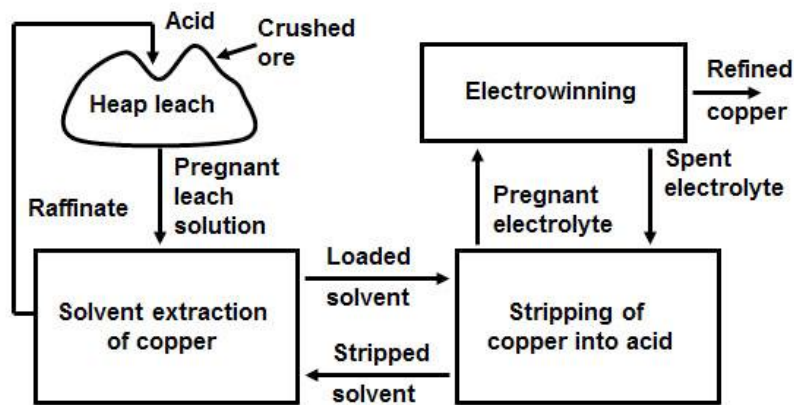 Acid
Crushed
ore
Heap leach
Pregnant
leach
solution
Raffinate
Solvent extraction
of copper
Loaded
solvent
Stripped
solvent
Stripping of
copper into acid
Pregnant
electrolyte
Spent
electrolyte
Electrowinning
Refined
copper